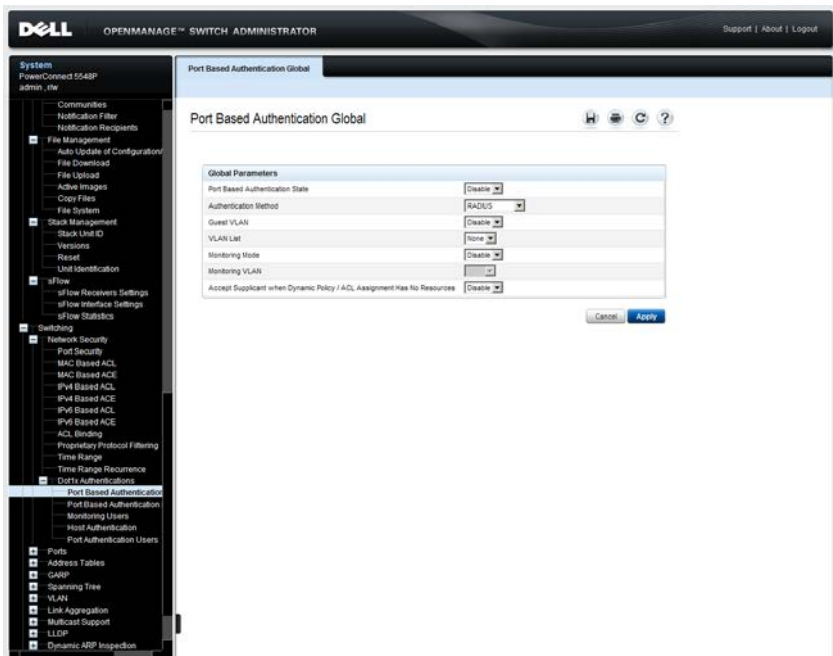 DELL OPENMANAGE™ SWITCH ADMINISTRATOR Support | About | Logout
System
PowerConnect 5548P
admin , r/w
Communities
Notification Filter
Notification Recipients
File Management
Auto Update of Configuration/
File Download
File Upload
Active Images
Copy Files
File System
Stack Management
Stack Unit ID
Versions
Reset
Unit Identification
sFlow
sFlow Receivers Settings
sFlow Interface Settings
sFlow Statistics
Switching
Network Security
Port Security
MAC Based ACL
MAC Based ACE
IPv4 Based ACL
IPv4 Based ACE
IPv6 Based ACL
IPv6 Based ACE
ACL Binding
Proprietary Protocol Filtering
Time Range
Time Range Recurrence
Dot1x Authentications
Port Based Authentication
Port Based Authentication
Monitoring Users
Host Authentication
Port Authentication Users
Ports
Address Tables
GARP
Spanning Tree
VLAN
Link Aggregation
Multicast Support
LLDP
Dynamic ARP Inspection
Port Based Authentication Global
Port Based Authentication Global
Global Parameters
Port Based Authentication State Disable
Authentication Method RADIUS
Guest VLAN Disable
VLAN List None
Monitoring Mode Disable
Monitoring VLAN
Accept Supplicant when Dynamic Policy / ACL Assignment Has No Resources Disable
Cancel Apply